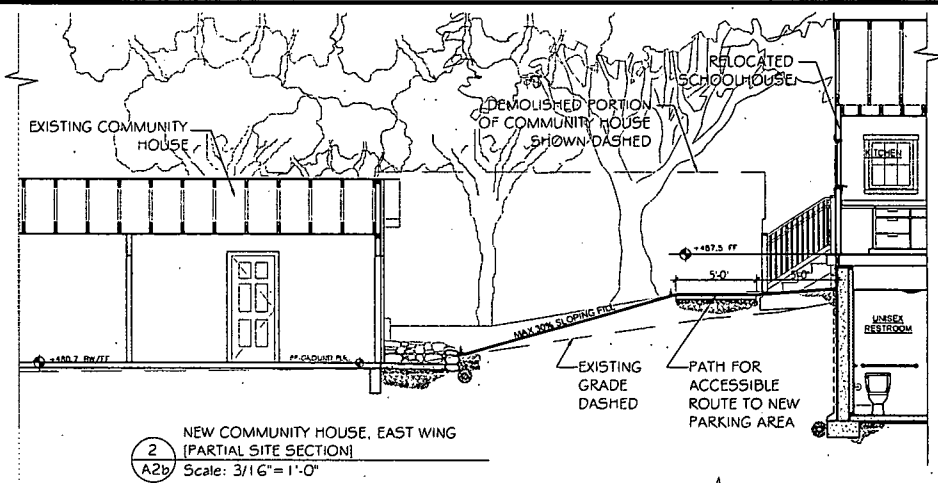 RELOCATED
SCHOOLHOUSE
DEMOLISHED PORTION
OF COMMUNITY HOUSE
SHOWN DASHED
EXISTING COMMUNITY
HOUSE
KITCHEN
+487.5 FF
5'-0"
5'-0"
MAX 30% SLOPING FILL
UNISEX
RESTROOM
+480.7 BW/FF
EXISTING
GRADE
DASHED
PATH FOR
ACCESSIBLE
ROUTE TO NEW
PARKING AREA
2
A2b
NEW COMMUNITY HOUSE, EAST WING
[PARTIAL SITE SECTION]
Scale: 3/16"=1'-0"